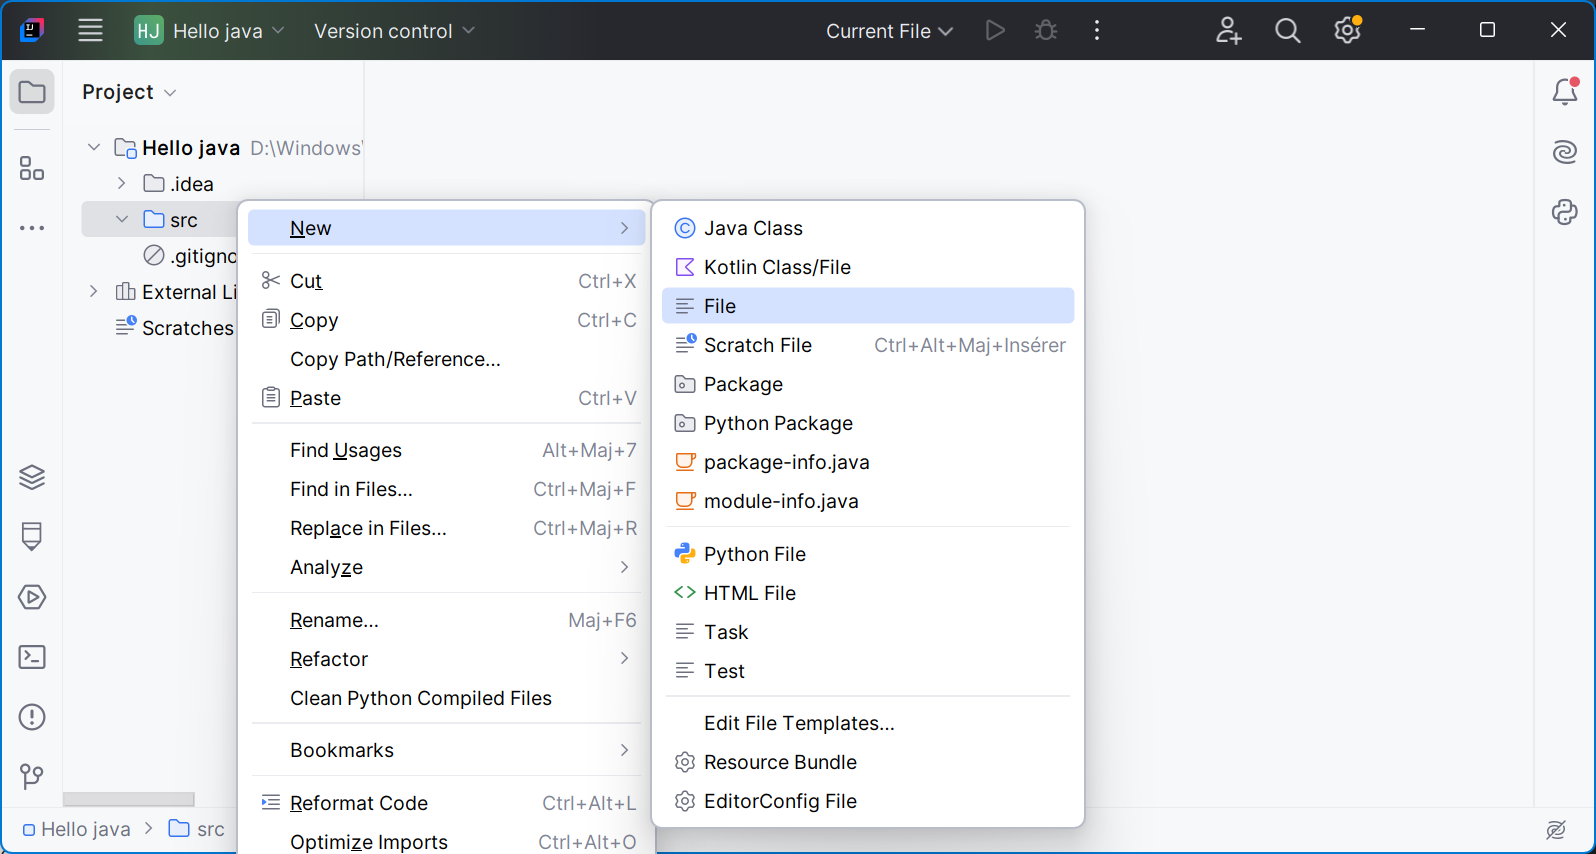 HJ Hello java Version control Current File
Project
Hello java D:\Windows\
.idea
src
.gitigno
External Li
Scratches
New
Cut Ctrl+X
Copy Ctrl+C
Copy Path/Reference...
Paste Ctrl+V
Find Usages Alt+Maj+7
Find in Files... Ctrl+Maj+F
Replace in Files... Ctrl+Maj+R
Analyze
Rename... Maj+F6
Refactor
Clean Python Compiled Files
Bookmarks
Reformat Code Ctrl+Alt+L
Optimize Imports Ctrl+Alt+O
Java Class
Kotlin Class/File
File
Scratch File Ctrl+Alt+Maj+Insérer
Package
Python Package
package-info.java
module-info.java
Python File
HTML File
Task
Test
Edit File Templates...
Resource Bundle
EditorConfig File
Hello java src